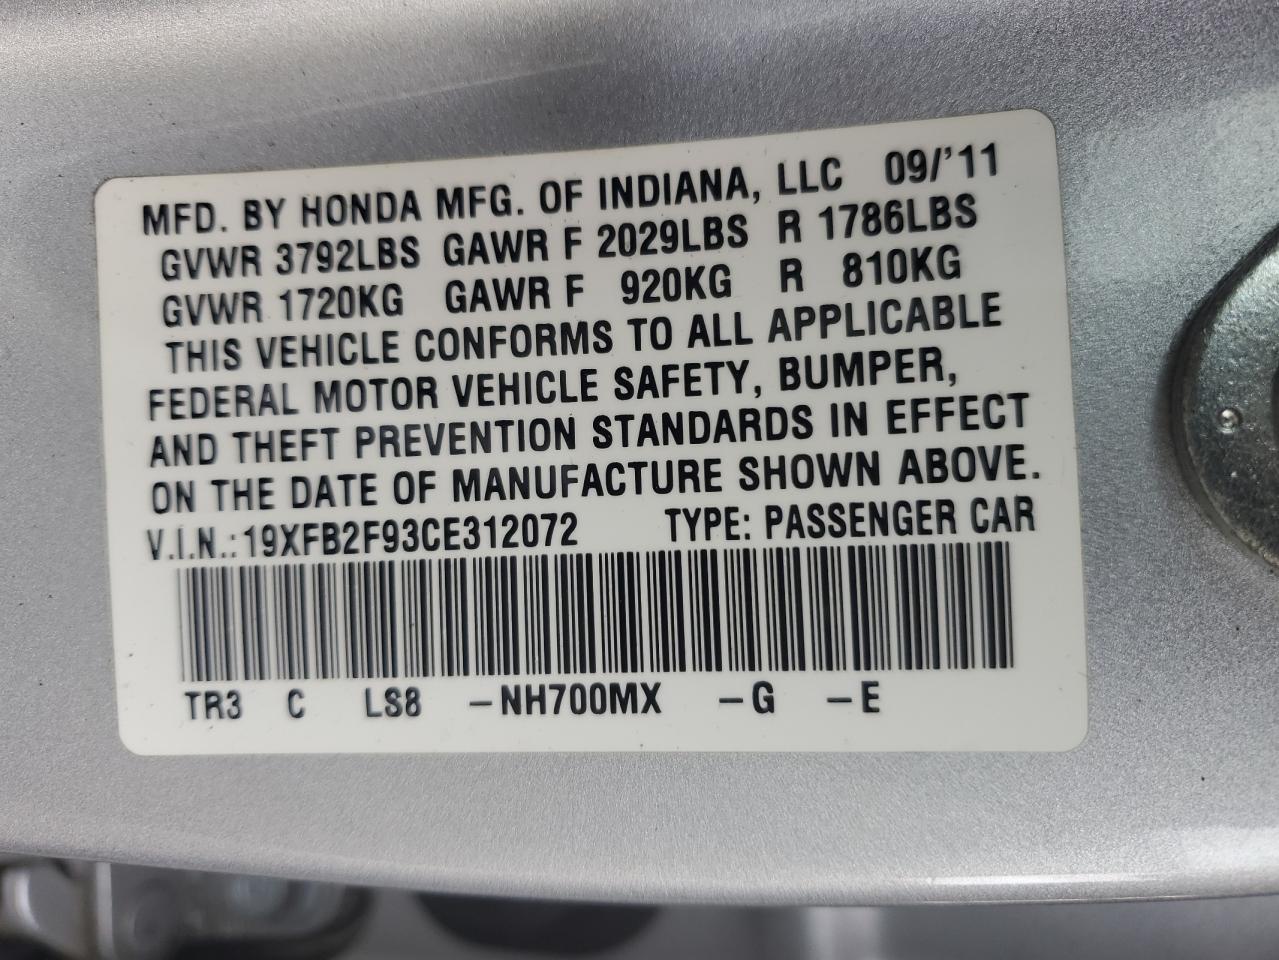 MFD. BY HONDA MFG. OF INDIANA, LLC 09/'11
GVWR 3792LBS GAWR F 2029LBS R 1786LBS
GVWR 1720KG GAWR F 920KG R 810KG
THIS VEHICLE CONFORMS TO ALL APPLICABLE
FEDERAL MOTOR VEHICLE SAFETY, BUMPER,
AND THEFT PREVENTION STANDARDS IN EFFECT
ON THE DATE OF MANUFACTURE SHOWN ABOVE.
V.I.N.:19XFB2F93CE312072 TYPE: PASSENGER CAR
TR3 C LS8 -NH700MX -G -E